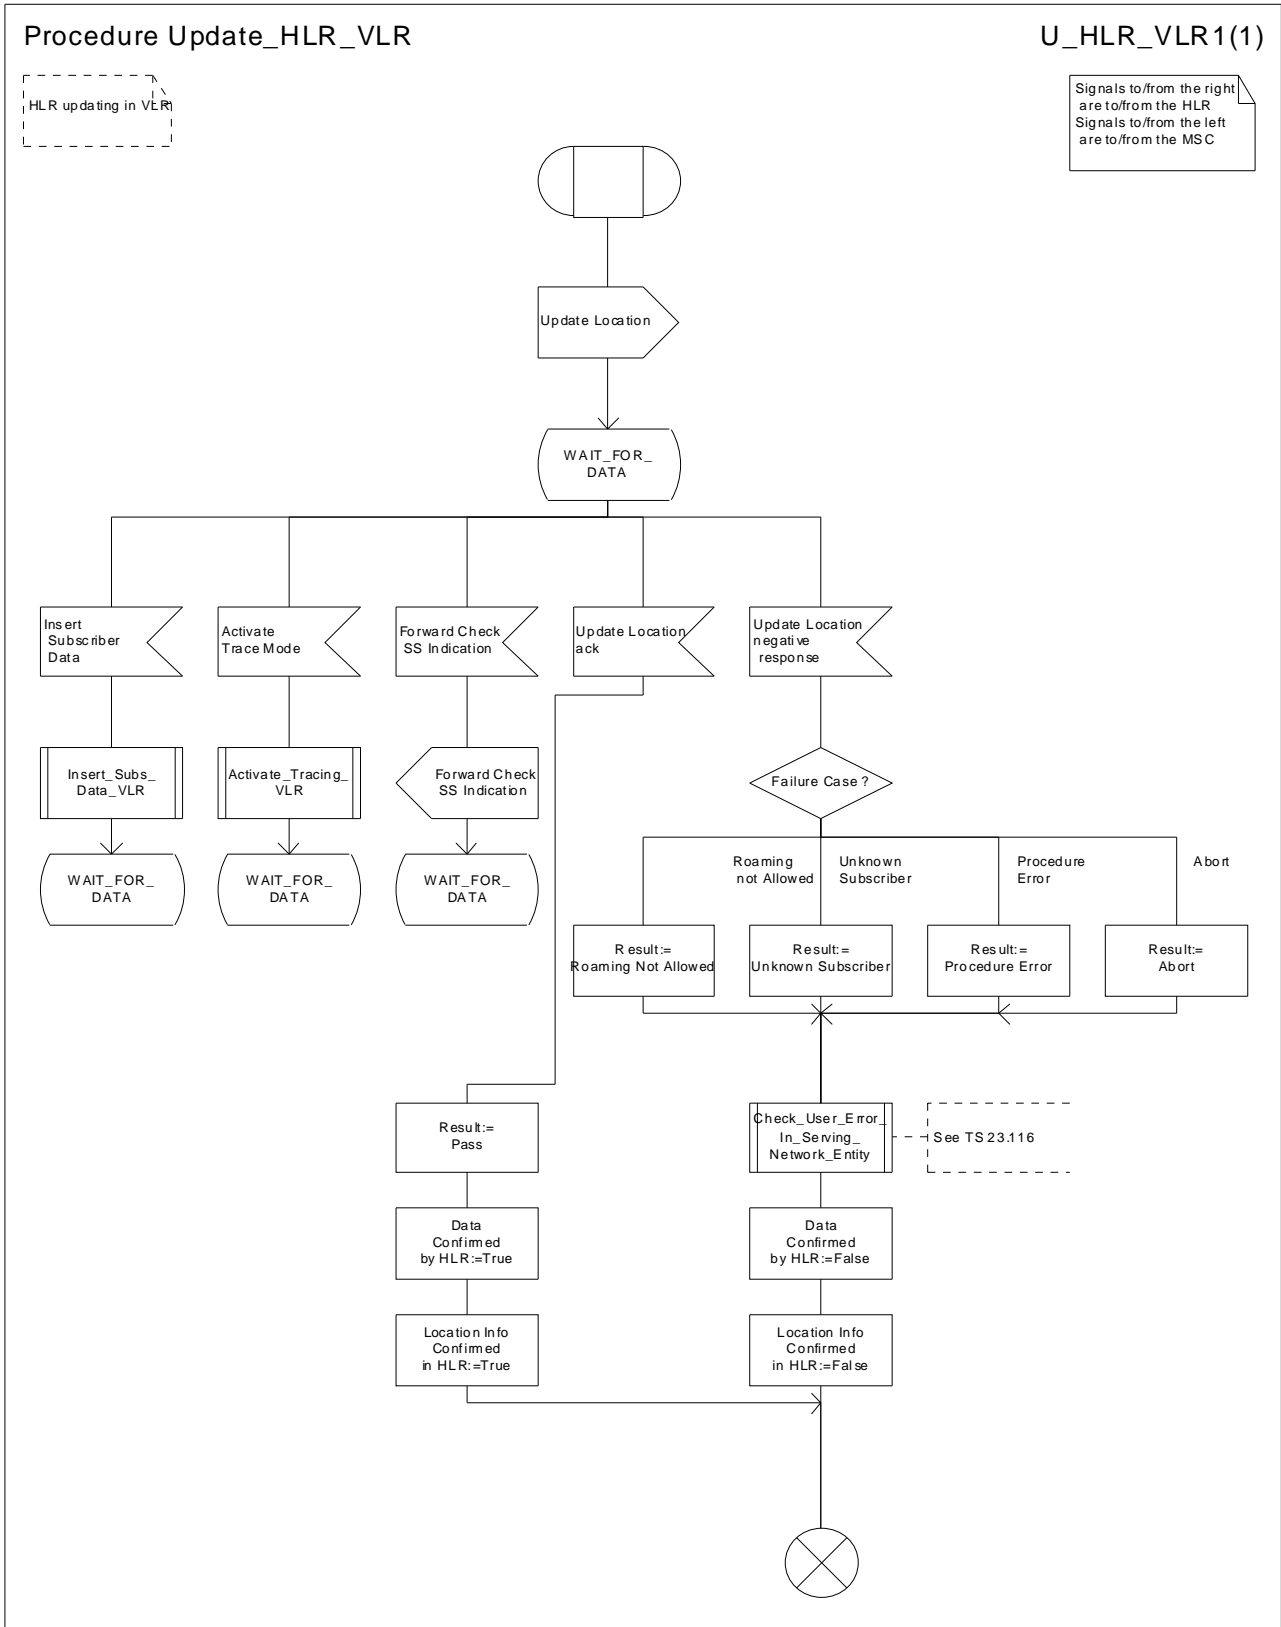 Procedure Update_HLR_VLR
U_HLR_VLR1(1)
HLR updating in VLR
Signals to/from the right
are to/from the HLR
Signals to/from the left
are to/from the MSC
Update Location
WAIT_FOR_
DATA
Insert
Subscriber
Data
Activate
Trace Mode
Forward Check
SS Indication
Update Location
ack
Update Location
negative
response
Insert_Subs_
Data_VLR
Activate_Tracing_
VLR
Forward Check
SS Indication
Failure Case ?
WAIT_FOR_
DATA
WAIT_FOR_
DATA
WAIT_FOR_
DATA
Roaming
not Allowed
Unknown
Subscriber
Procedure
Error
Abort
Result:=
Roaming Not Allowed
Result:=
Unknown Subscriber
Result:=
Procedure Error
Result:=
Abort
Result:=
Pass
Check_User_Error_
In_Serving_
Network_Entity
See TS 23.116
Data
Confirmed
by HLR:=True
Data
Confirmed
by HLR:=False
Location Info
Confirmed
in HLR:=True
Location Info
Confirmed
in HLR:=False